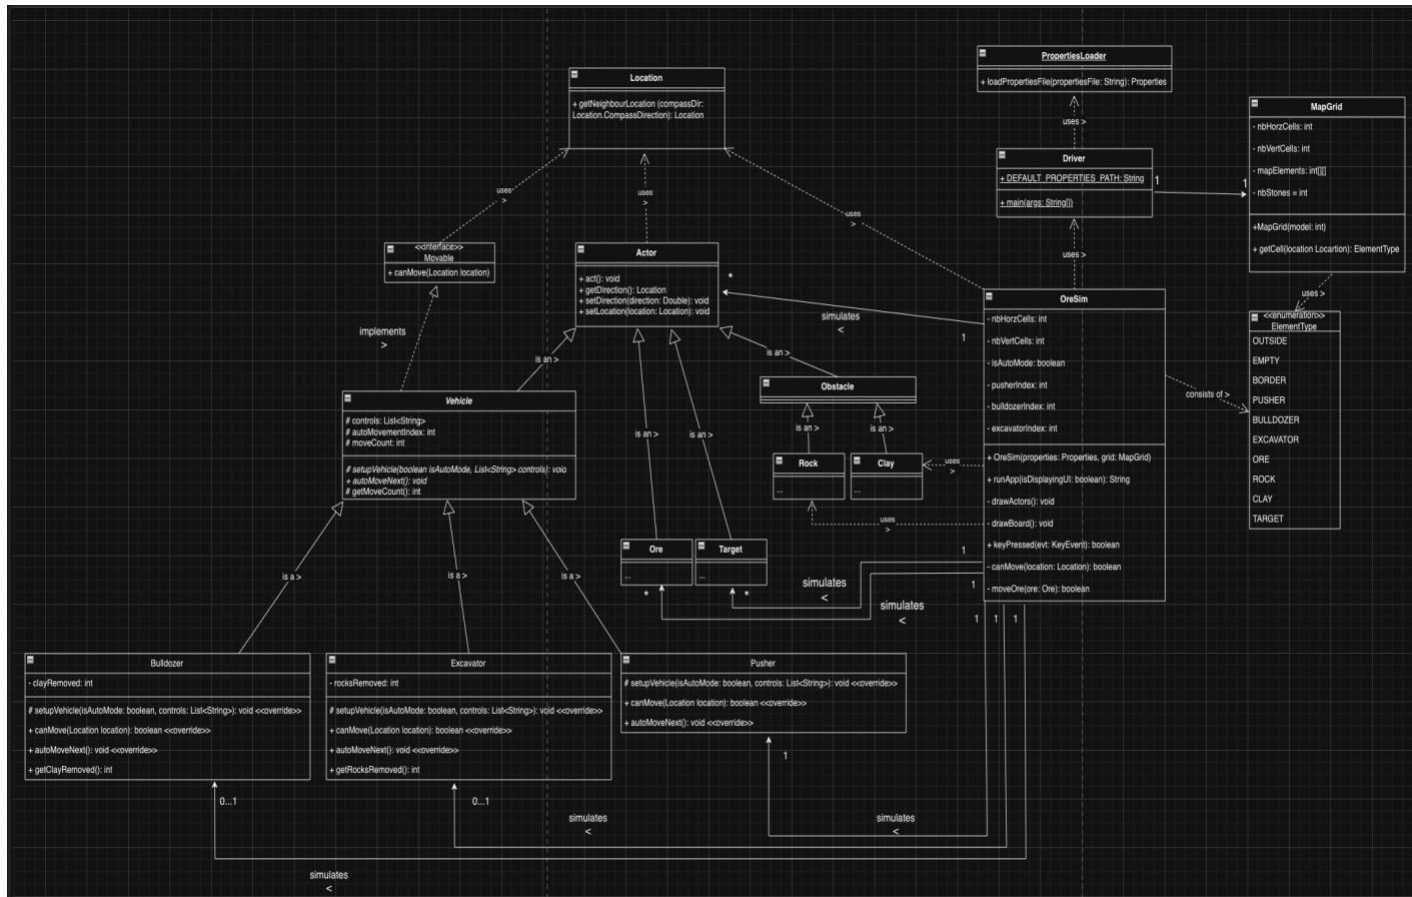 PropertiesLoader
+ loadPropertiesFile(propertiesFile: String): Properties
Location
+ getNeighbourLocation (compassDir:
Location.CompassDirection): Location
MapGrid
- nbHorzCells: int
- nbVertCells: int
- mapElements: int[][]
- nbStones = int
+MapGrid(model: int)
+ getCell(location Locartion): ElementType
uses >
Driver
+ DEFAULT_PROPERTIES_PATH: String
+ main(args: String[])
1
1
uses
>
uses
>
uses
>
uses >
<<interface>>
Movable
+ canMove(Location location)
Actor
+ act(): void
+ getDirection(): Location
+ setDirection(direction: Double): void
+ setLocation(location: Location): void
*
simulates
<
1
uses >
OreSim
- nbHorzCells: int
- nbVertCells: int
- isAutoMode: boolean
- pusherIndex: int
- bulldozerIndex: int
- excavatorIndex: int
+ OreSim(properties: Properties, grid: MapGrid)
+ runApp(isDisplayingUI: boolean): String
- drawActors(): void
- drawBoard(): void
+ keyPressed(evt: KeyEvent): boolean
- canMove(location: Location): boolean
- moveOre(ore: Ore): boolean
<<enumeration>>
ElementType
OUTSIDE
EMPTY
BORDER
PUSHER
BULLDOZER
EXCAVATOR
ORE
ROCK
CLAY
TARGET
consists of >
implements
>
is an >
is an >
Obstacle
Vehicle
# controls: List<String>
# autoMovementIndex: int
# moveCount: int
# setupVehicle(boolean isAutoMode, List<String> controls): void
+ autoMoveNext(): void
# getMoveCount(): int
is an >
is an >
is an >
is an >
Rock
...
Clay
...
uses
>
uses
>
Ore
...
Target
...
*
*
1
1
simulates
<
simulates
<
1
1
1
is a >
is a >
is a >
Bulldozer
- clayRemoved: int
# setupVehicle(isAutoMode: boolean, controls: List<String>): void <<override>>
+ canMove(Location location): boolean <<override>>
+ autoMoveNext(): void <<override>>
+ getClayRemoved(): int
Excavator
- rocksRemoved: int
# setupVehicle(isAutoMode: boolean, controls: List<String>): void <<override>>
+ canMove(Location location): boolean <<override>>
+ autoMoveNext(): void <<override>>
+ getRocksRemoved(): int
Pusher
# setupVehicle(isAutoMode: boolean, controls: List<String>): void <<override>>
+ canMove(Location location): boolean <<override>>
+ autoMoveNext(): void <<override>>
0...1
0...1
1
simulates
<
simulates
<
simulates
<